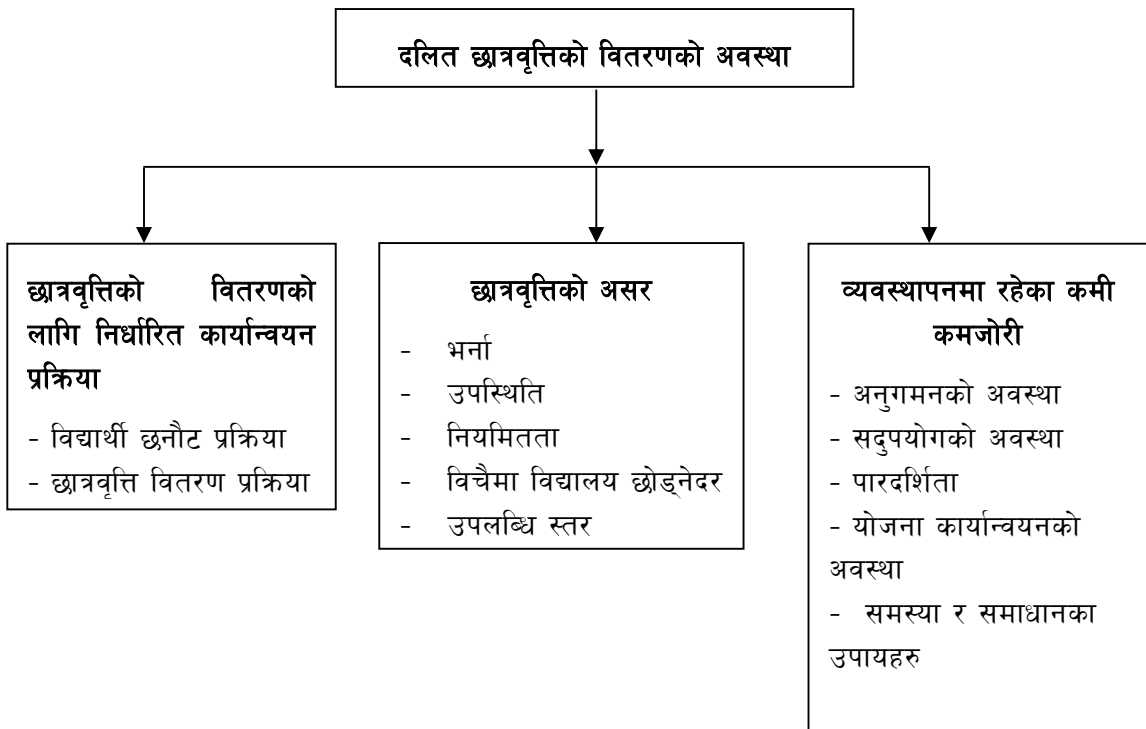 दलित छात्रवृत्तिको वितरणको अवस्था
छात्रवृत्तिको वितरणको
लागि निर्धारित कार्यान्वयन
प्रक्रिया
- विद्यार्थी छनौट प्रक्रिया
- छात्रवृत्ति वितरण प्रक्रिया
छात्रवृत्तिको असर
- भर्ना
- उपस्थिति
- नियमितता
- विचैमा विद्यालय छोड्नेदर
- उपलब्धि स्तर
व्यवस्थापनमा रहेका कमी
कमजोरी
- अनुगमनको अवस्था
- सदुपयोगको अवस्था
- पारदर्शिता
- योजना कार्यान्वयनको
अवस्था
- समस्या र समाधानका
उपायहरु